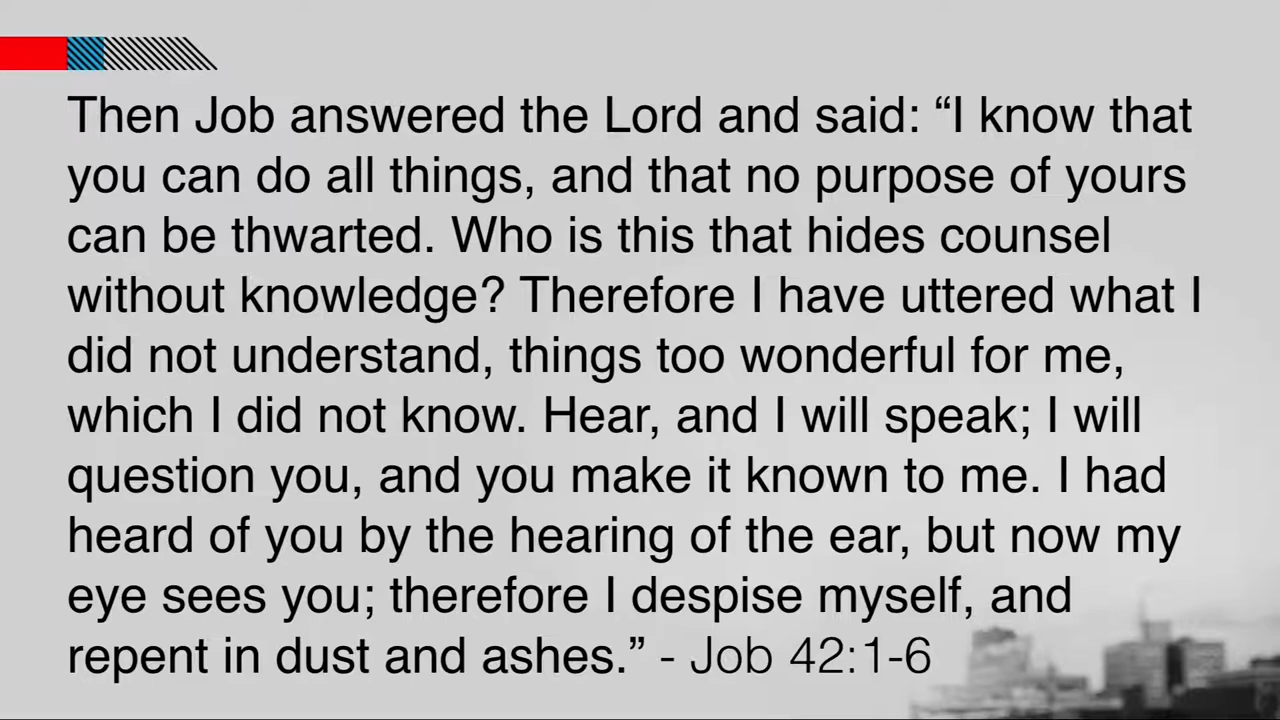 Then Job answered the Lord and said: “I know that
you can do all things, and that no purpose of yours
can be thwarted. Who is this that hides counsel
without knowledge? Therefore I have uttered what I
did not understand, things too wonderful for me,
which I did not know. Hear, and I will speak; I will
question you, and you make it known to me. I had
heard of you by the hearing of the ear, but now my
eye sees you; therefore I despise myself, and
repent in dust and ashes.” - Job 42:1-6